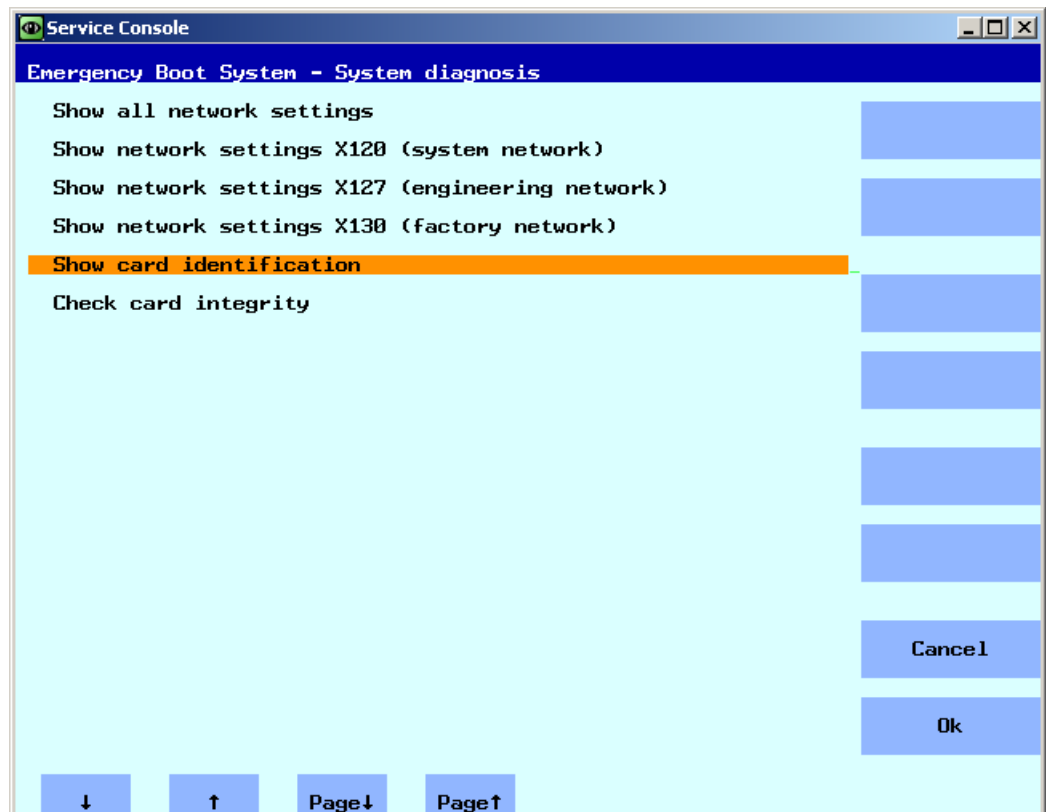 Service Console
Emergency Boot System - System diagnosis
Show all network settings
Show network settings X120 (system network)
Show network settings X127 (engineering network)
Show network settings X130 (factory network)
Show card identification
Check card integrity
Cancel
Ok
↓ ↑ Page↓ Page↑